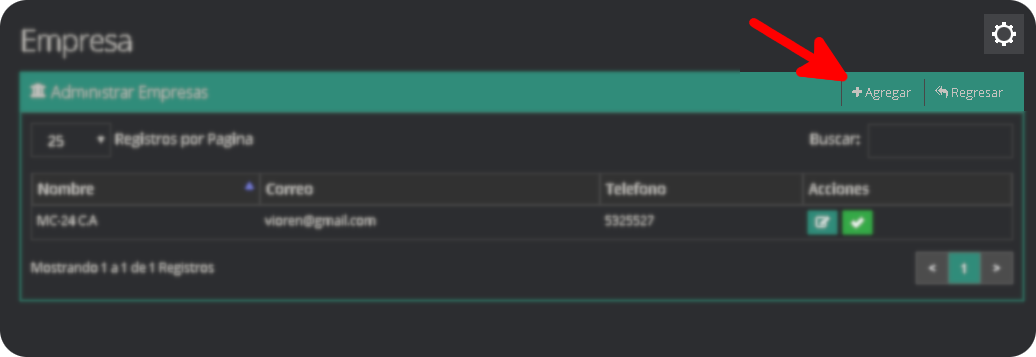 Empresa
Administrar Empresas
Agregar
Regresar
25 Registros por Pagina
Buscar:
Nombre Correo Telefono Acciones
MC-24 C.A vioren@gmail.com 5325527
Mostrando 1 a 1 de 1 Registros
< 1 >